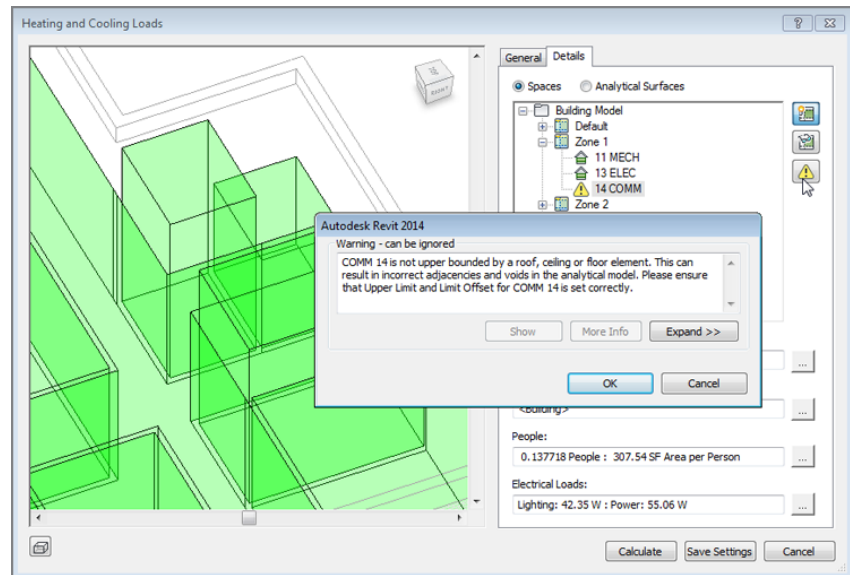 Heating and Cooling Loads
RIGHT
General Details
Spaces Analytical Surfaces
Building Model
Default
Zone 1
11 MECH
13 ELEC
14 COMM
Zone 2
Autodesk Revit 2014
Warning - can be ignored
COMM 14 is not upper bounded by a roof, ceiling or floor element. This can
result in incorrect adjacencies and voids in the analytical model. Please ensure
that Upper Limit and Limit Offset for COMM 14 is set correctly.
Show More Info Expand >>
OK Cancel
...
<Building>
...
People:
0.137718 People : 307.54 SF Area per Person
...
Electrical Loads:
Lighting: 42.35 W : Power: 55.06 W
...
Calculate Save Settings Cancel